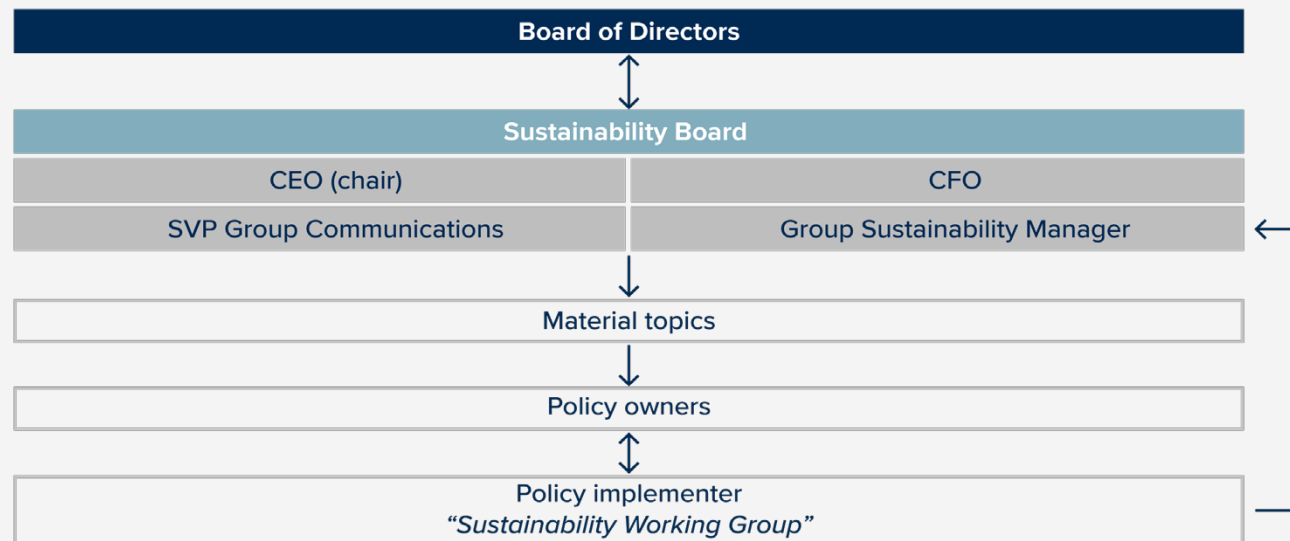 Board of Directors
Sustainability Board
CEO (chair)
CFO
SVP Group Communications
Group Sustainability Manager
Material topics
Policy owners
Policy implementer
“Sustainability Working Group”